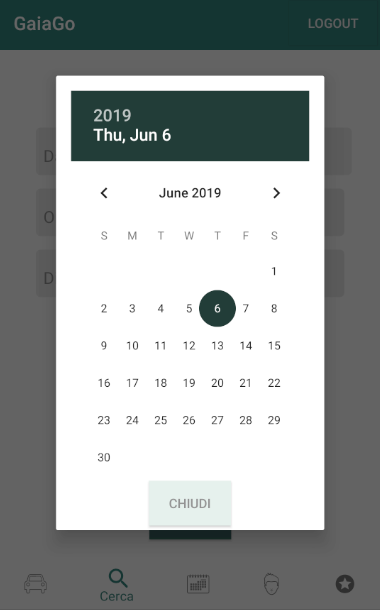 GaiaGo LOGOUT
2019
Thu, Jun 6
June 2019
S M T W T F S
1
2 3 4 5 6 7 8
9 10 11 12 13 14 15
16 17 18 19 20 21 22
23 24 25 26 27 28 29
30
D
O
D
CHIUDI
Cerca